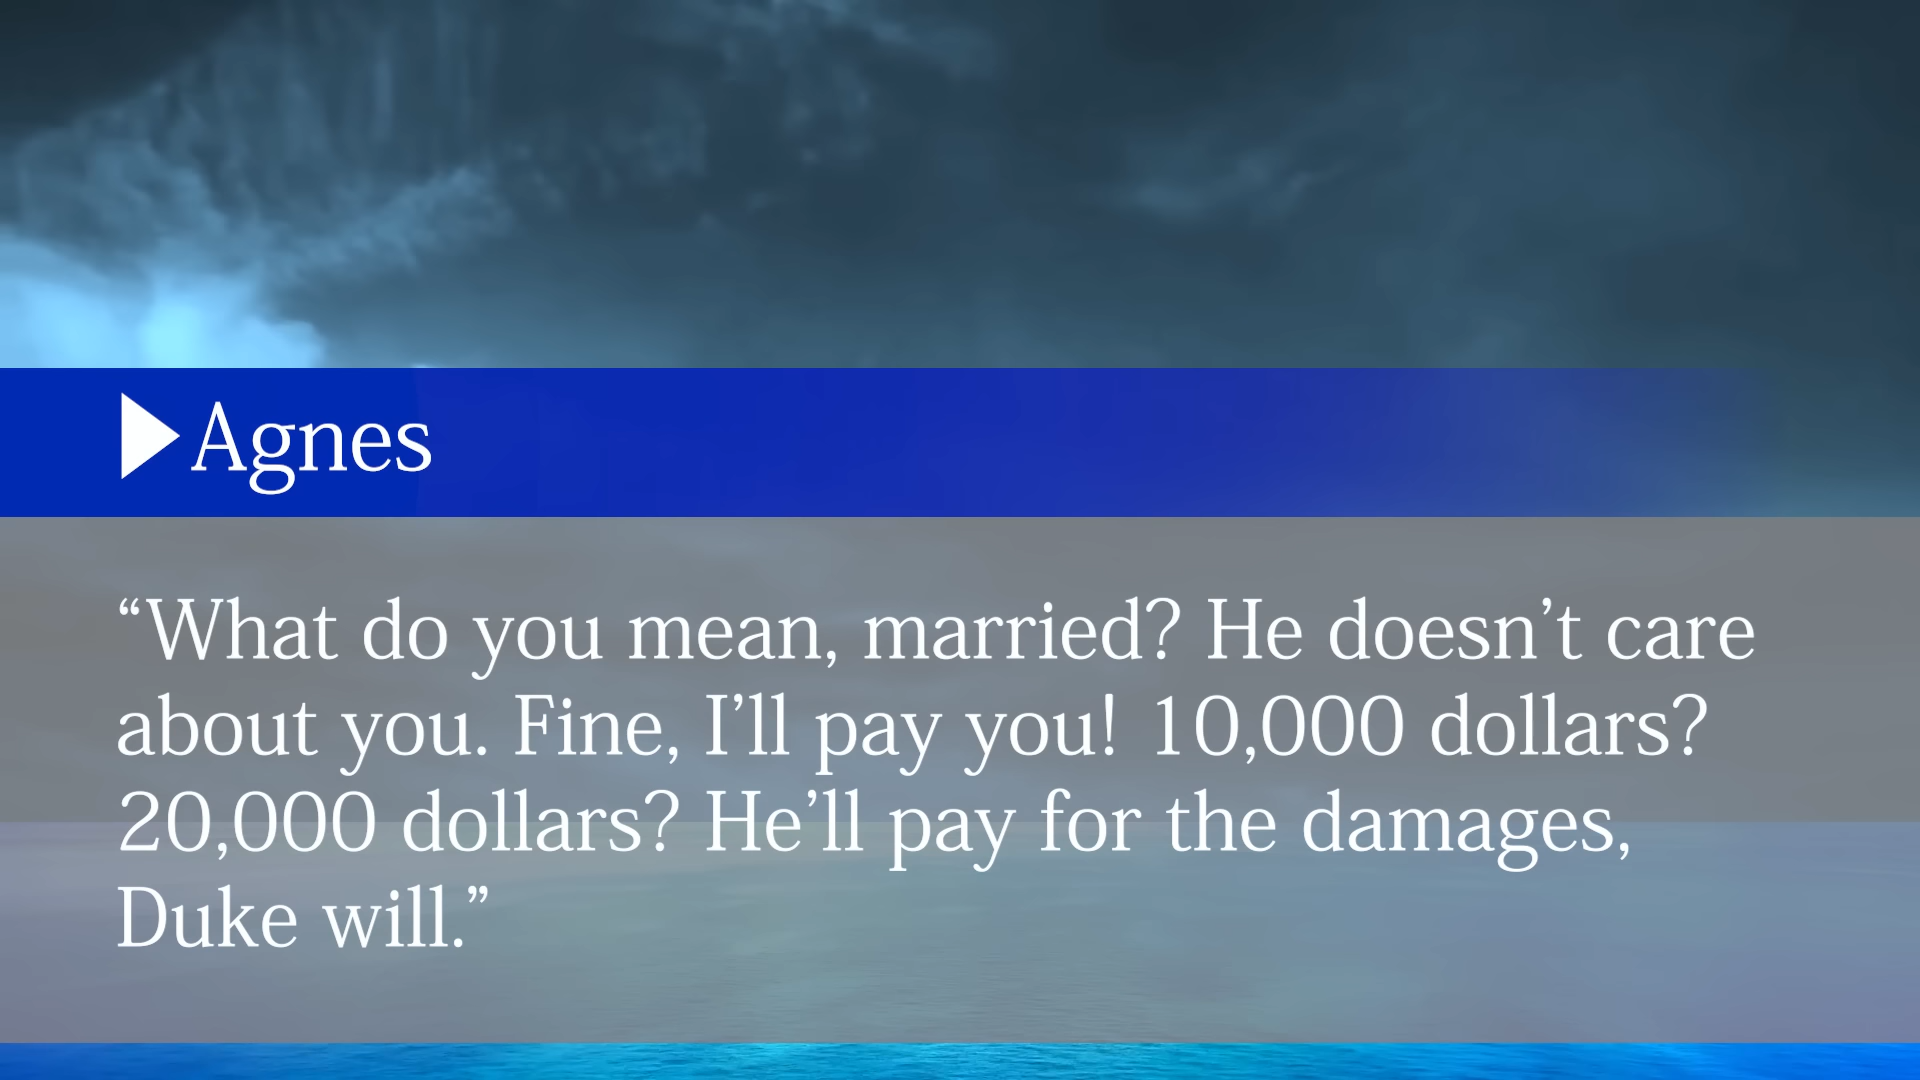 Agnes
“What do you mean, married? He doesn’t care
about you. Fine, I’ll pay you! 10,000 dollars?
20,000 dollars? He’ll pay for the damages,
Duke will.”